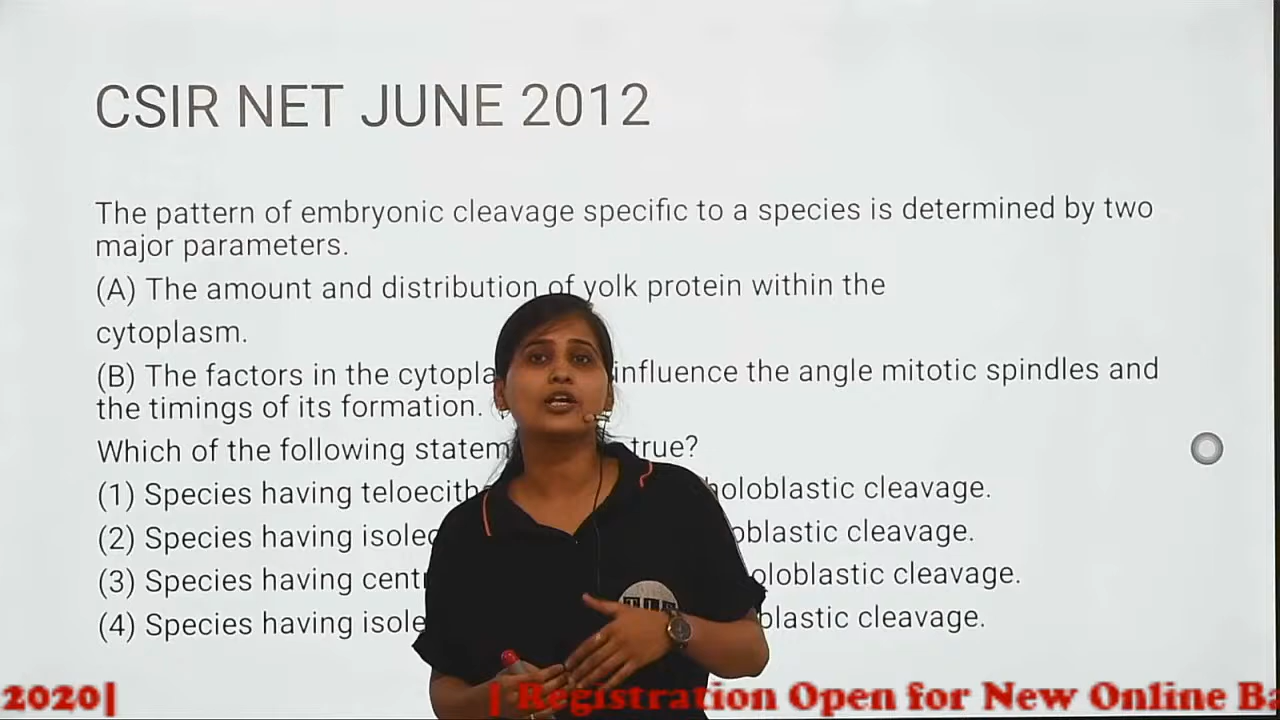 CSIR NET JUNE 2012
The pattern of embryonic cleavage specific to a species is determined by two
major parameters.
(A) The amount and distribution of yolk protein within the
cytoplasm.
(B) The factors in the cytopla influence the angle mitotic spindles and
the timings of its formation.
Which of the following statem true?
(1) Species having teloecith holoblastic cleavage.
(2) Species having isolec oblastic cleavage.
(3) Species having cent oloblastic cleavage.
(4) Species having isole blastic cleavage.
2020| | Registration Open for New Online Ba